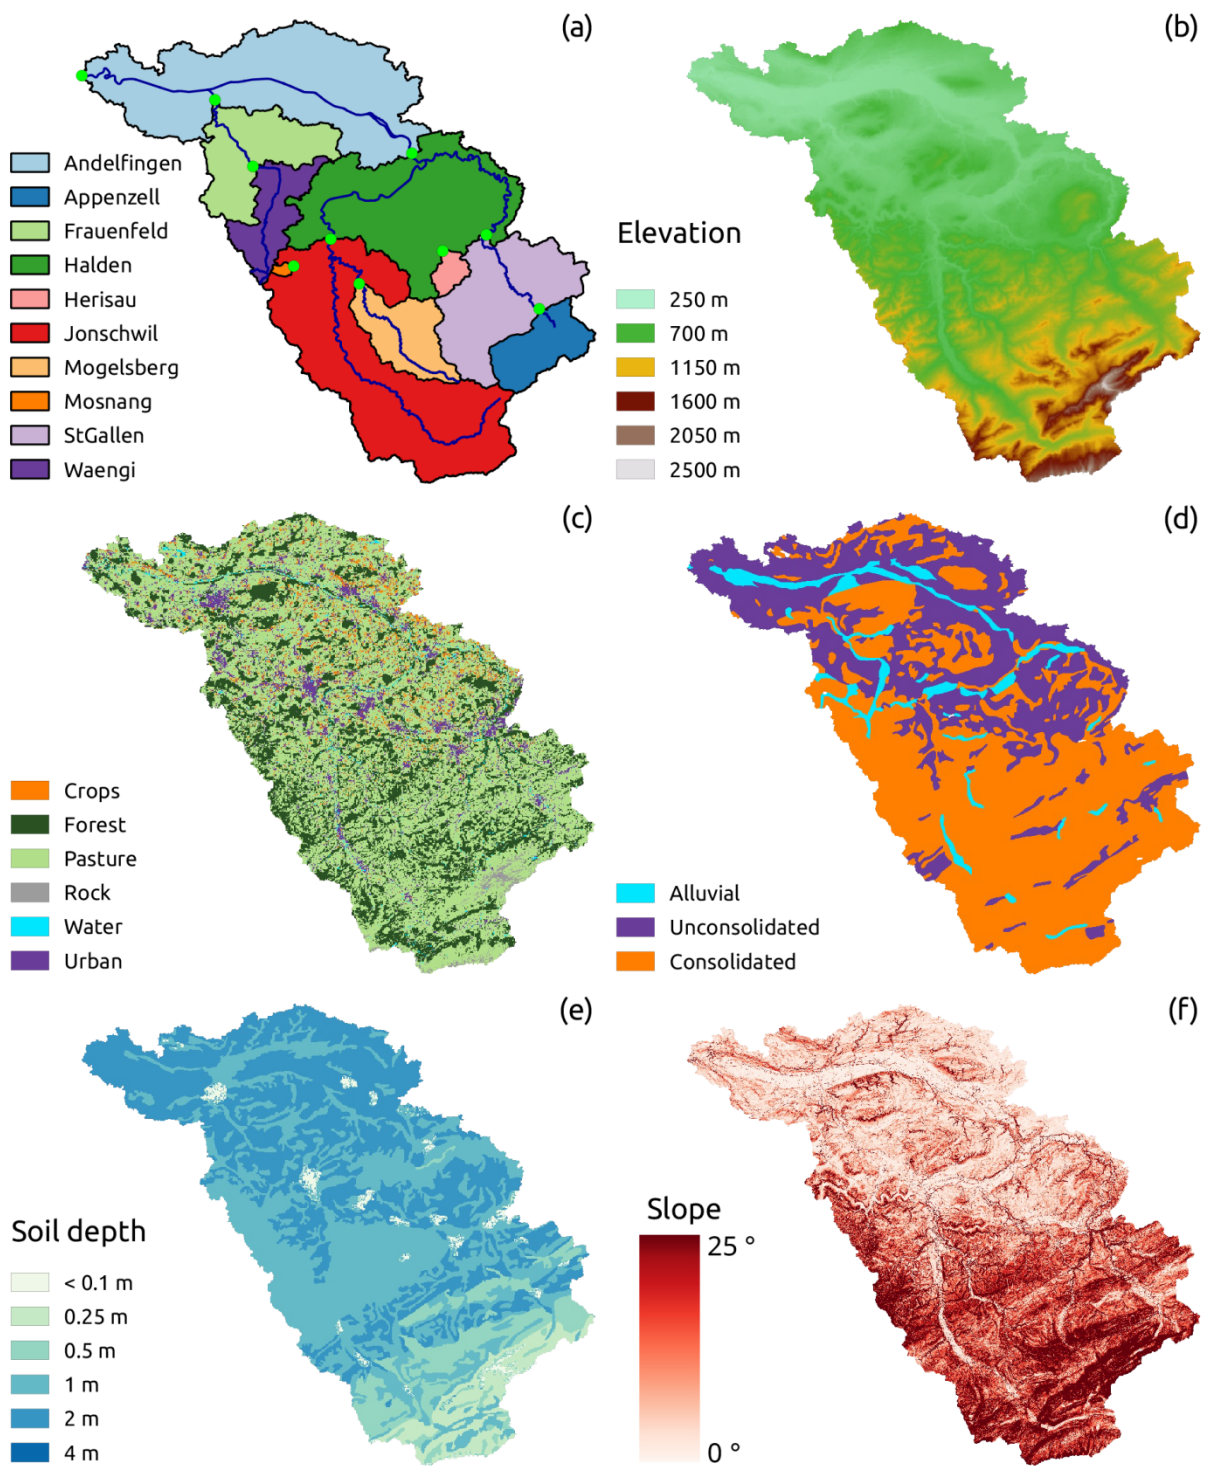 (a)
Andelfingen
Appenzell
Frauenfeld
Halden
Herisau
Jonschwil
Mogelsberg
Mosnang
StGallen
Waengi
(b)
Elevation
250 m
700 m
1150 m
1600 m
2050 m
2500 m
(c)
Crops
Forest
Pasture
Rock
Water
Urban
(d)
Alluvial
Unconsolidated
Consolidated
(e)
Soil depth
< 0.1 m
0.25 m
0.5 m
1 m
2 m
4 m
(f)
Slope
25 °
0 °